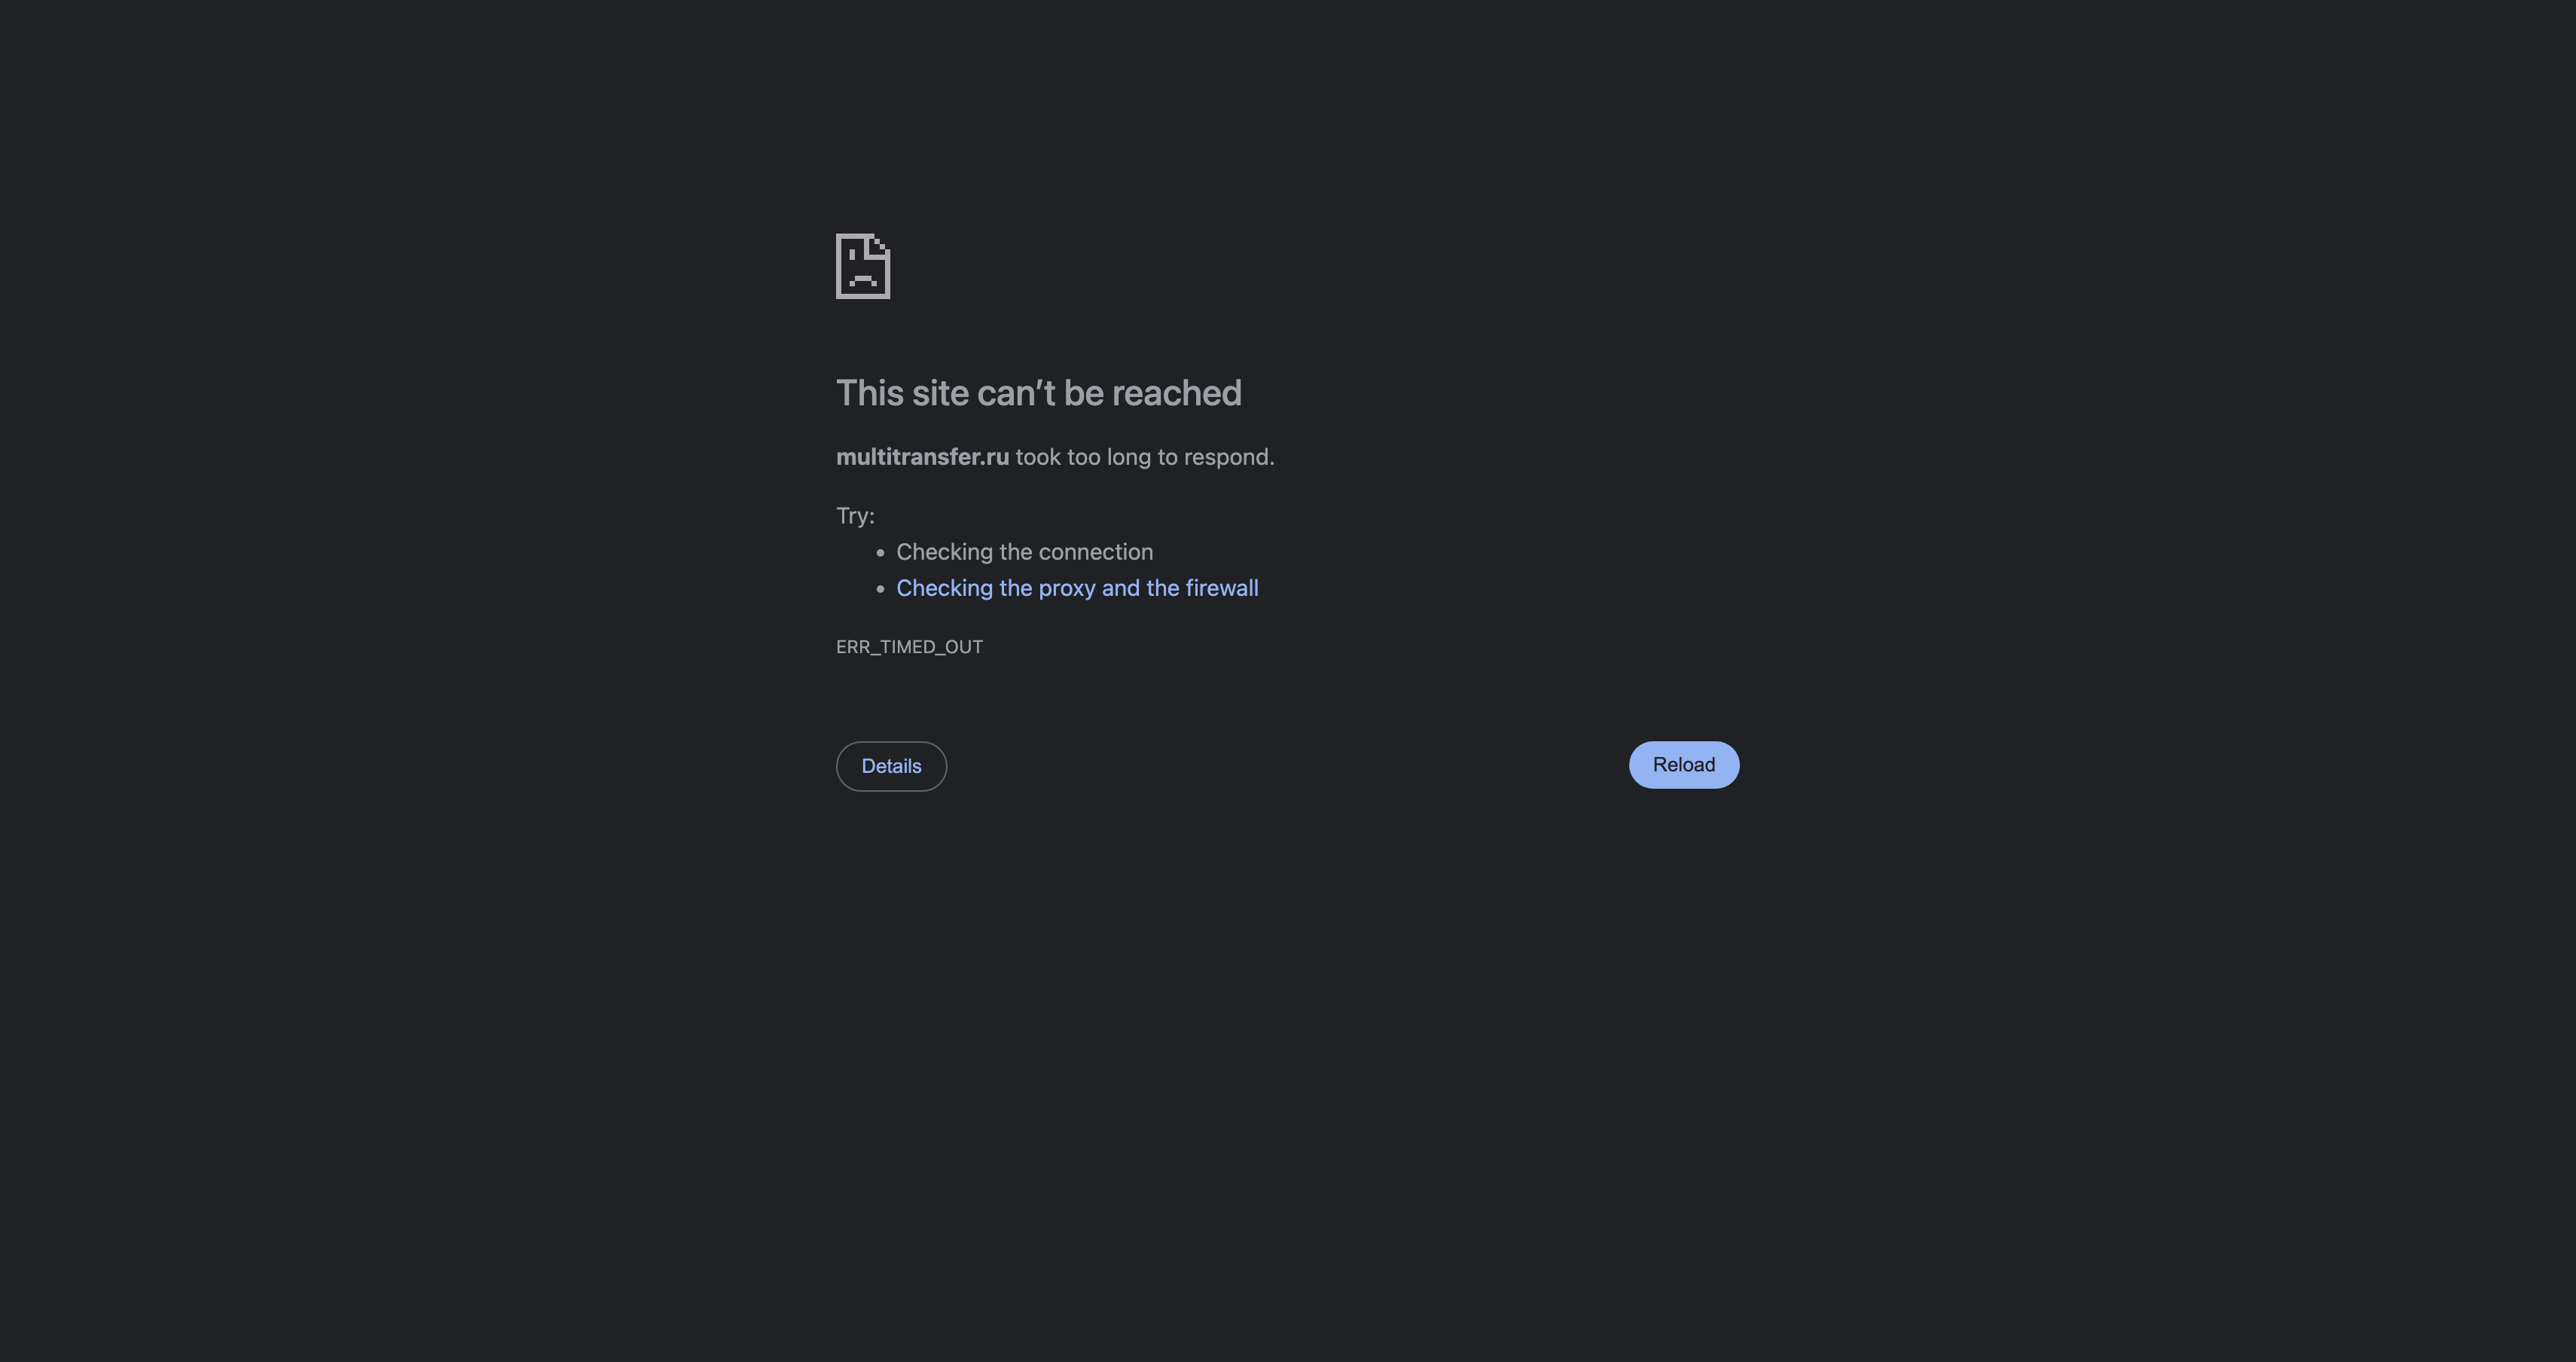 This site can’t be reached
multitransfer.ru took too long to respond.
Try:
• Checking the connection
• Checking the proxy and the firewall
ERR_TIMED_OUT
Details
Reload